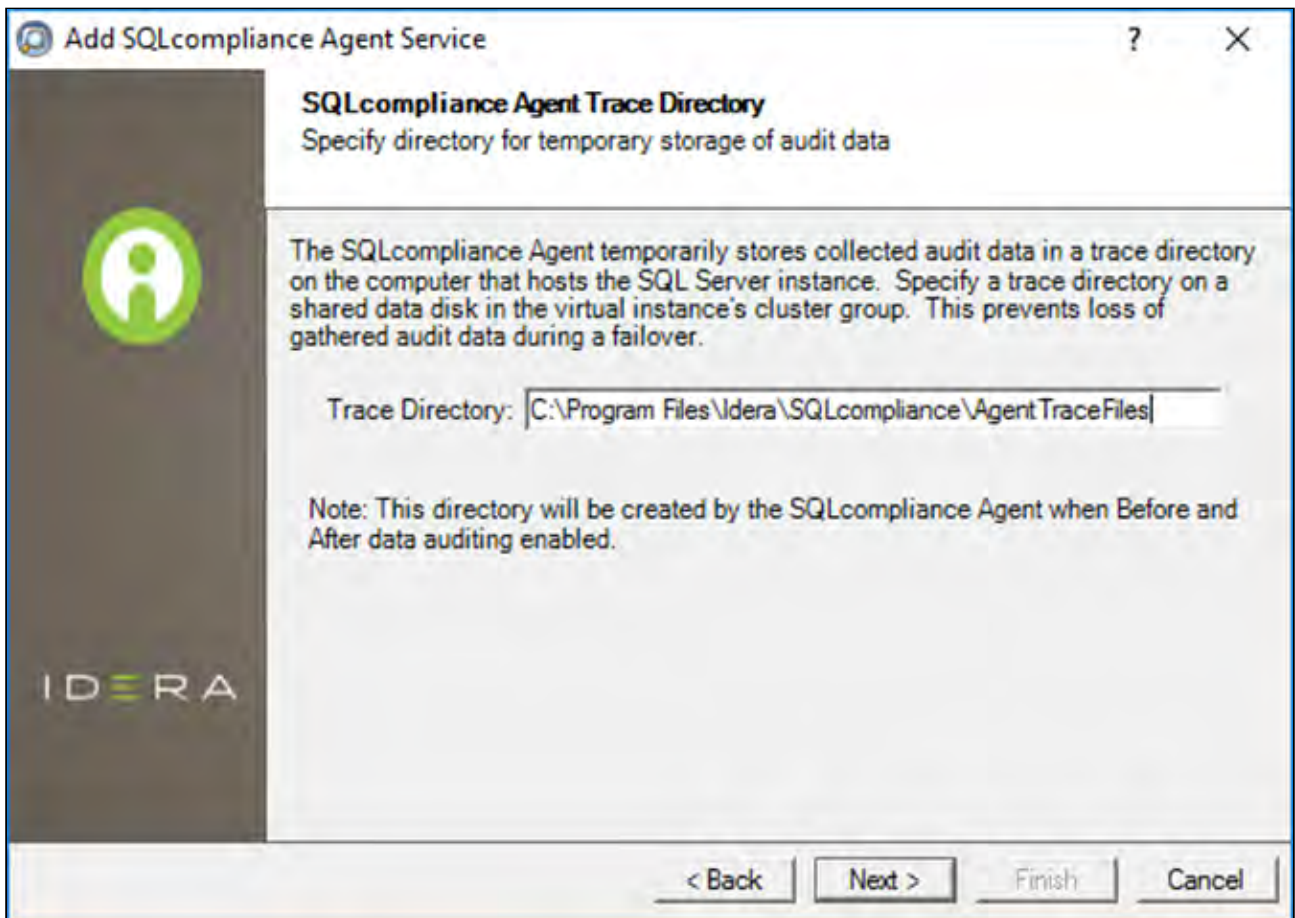 Add SQLcompliance Agent Service
?
X
SQLcompliance Agent Trace Directory
Specify directory for temporary storage of audit data
The SQLcompliance Agent temporarily stores collected audit data in a trace directory
on the computer that hosts the SQL Server instance. Specify a trace directory on a
shared data disk in the virtual instance's cluster group. This prevents loss of
gathered audit data during a failover.
Trace Directory: C:\Program Files\Idera\SQLcompliance\AgentTraceFiles
Note: This directory will be created by the SQLcompliance Agent when Before and
After data auditing enabled.
IDERA
< Back
Next >
Finish
Cancel